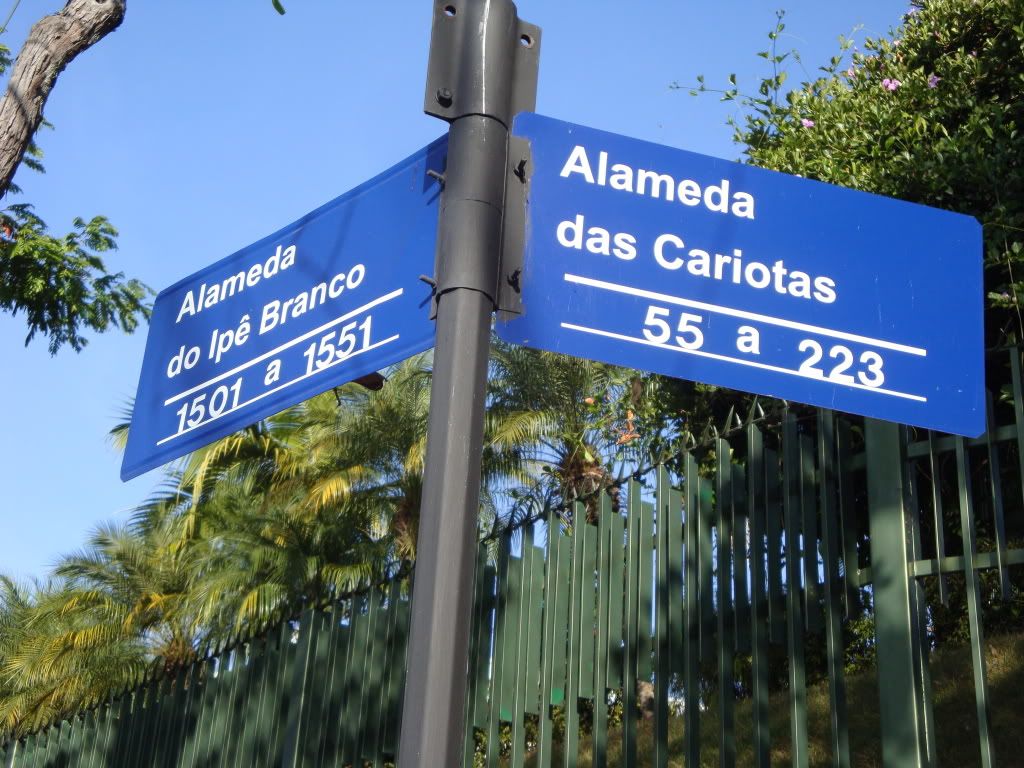 Alameda
do Ipê Branco
1501 a 1551
Alameda
das Cariotas
55 a 223